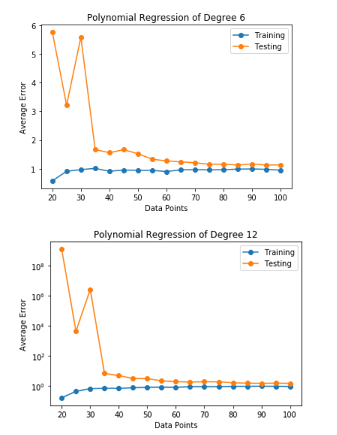 Polynomial Regression of Degree 6
6
5
4
3
2
1
Average Error
Training
Testing
20 30 40 50 60 70 80 90 100
Data Points
Polynomial Regression of Degree 12
10⁸
10⁶
10⁴
10²
10⁰
Average Error
Training
Testing
20 30 40 50 60 70 80 90 100
Data Points